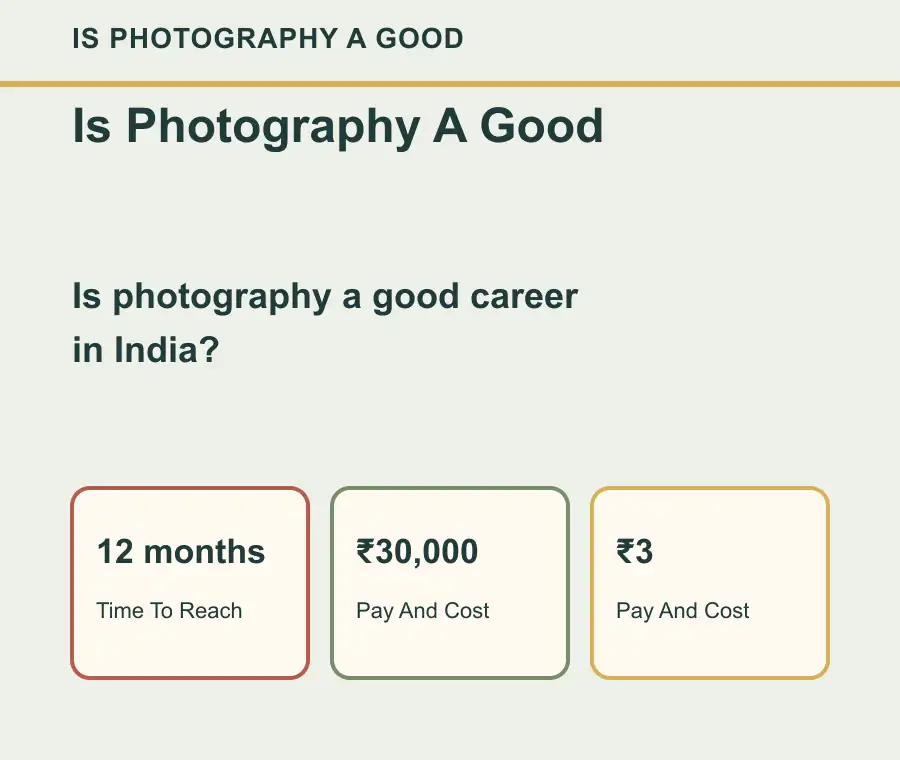 IS PHOTOGRAPHY A GOOD
Is Photography A Good
Is photography a good career
in India?
12 months
Time To Reach
₹30,000
Pay And Cost
₹3
Pay And Cost